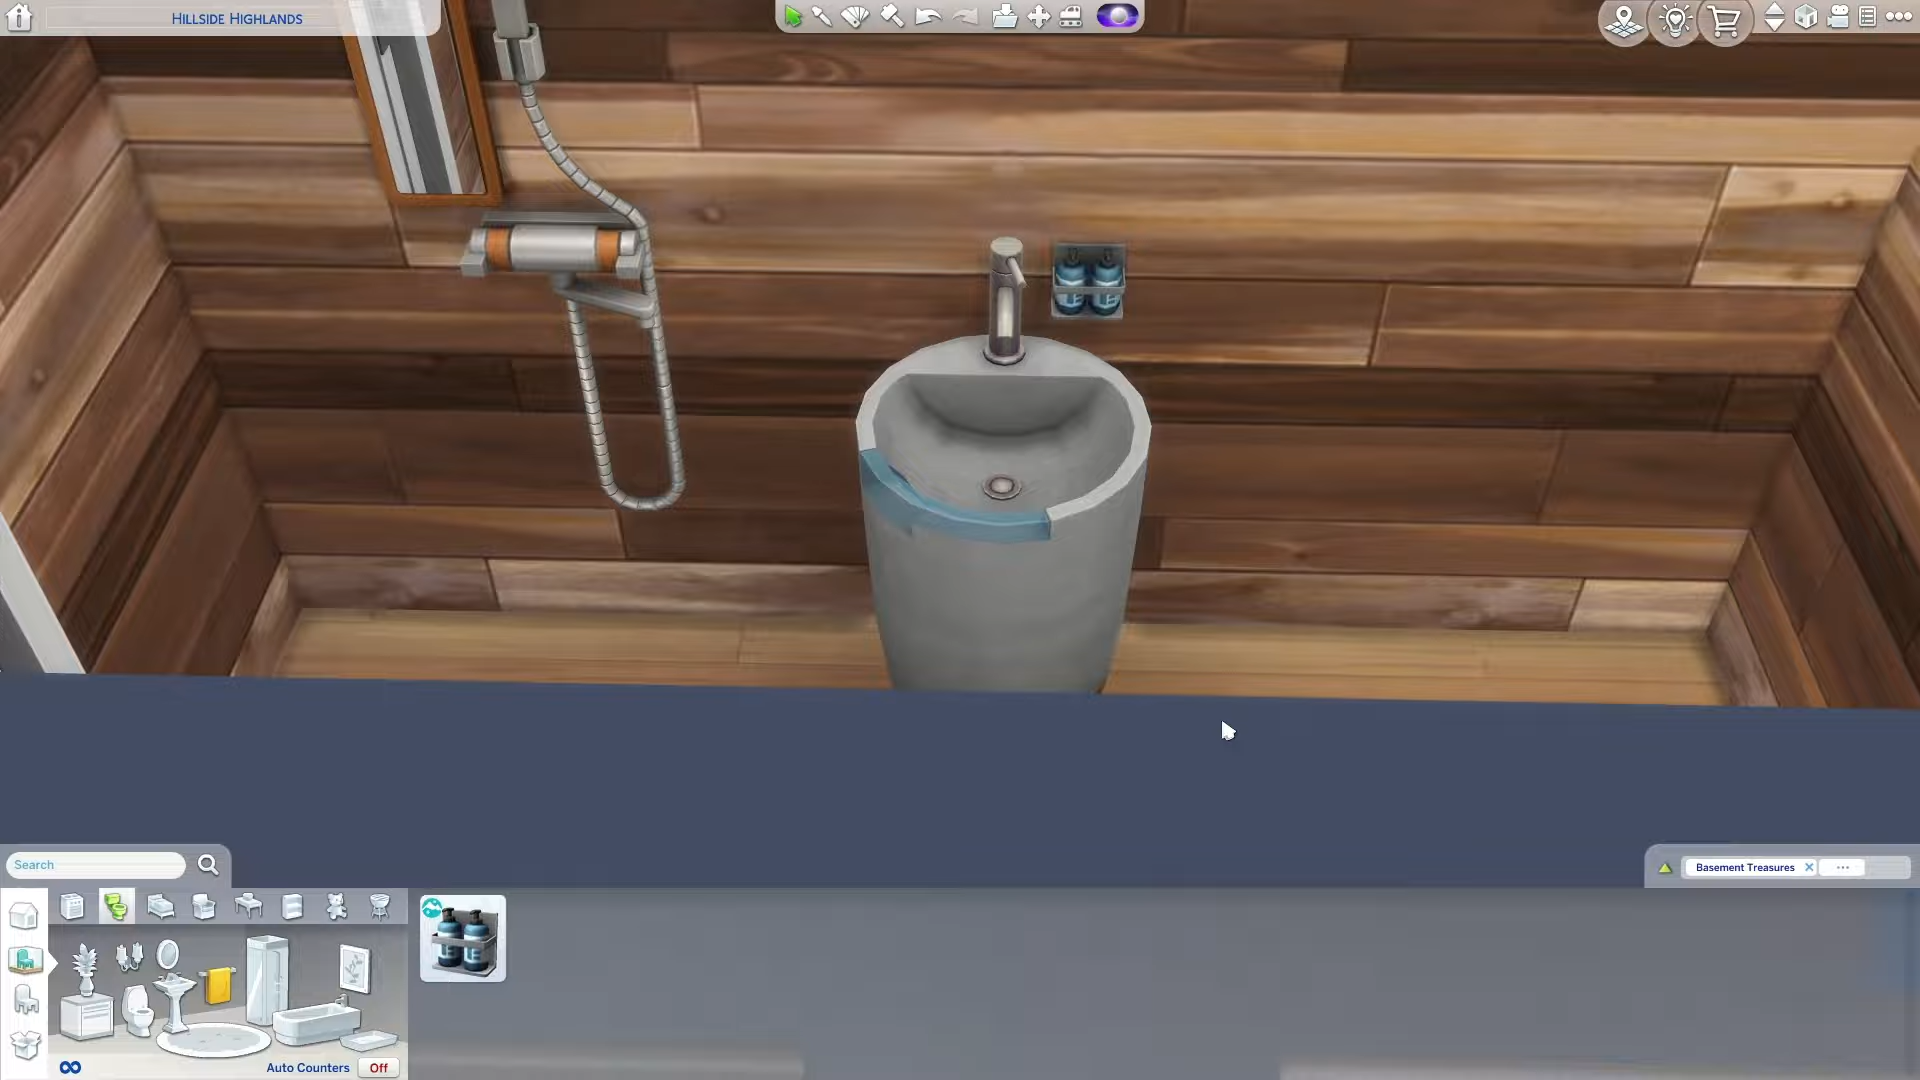 HILLSIDE HIGHLANDS
Search
Basement Treasures
Auto Counters Off